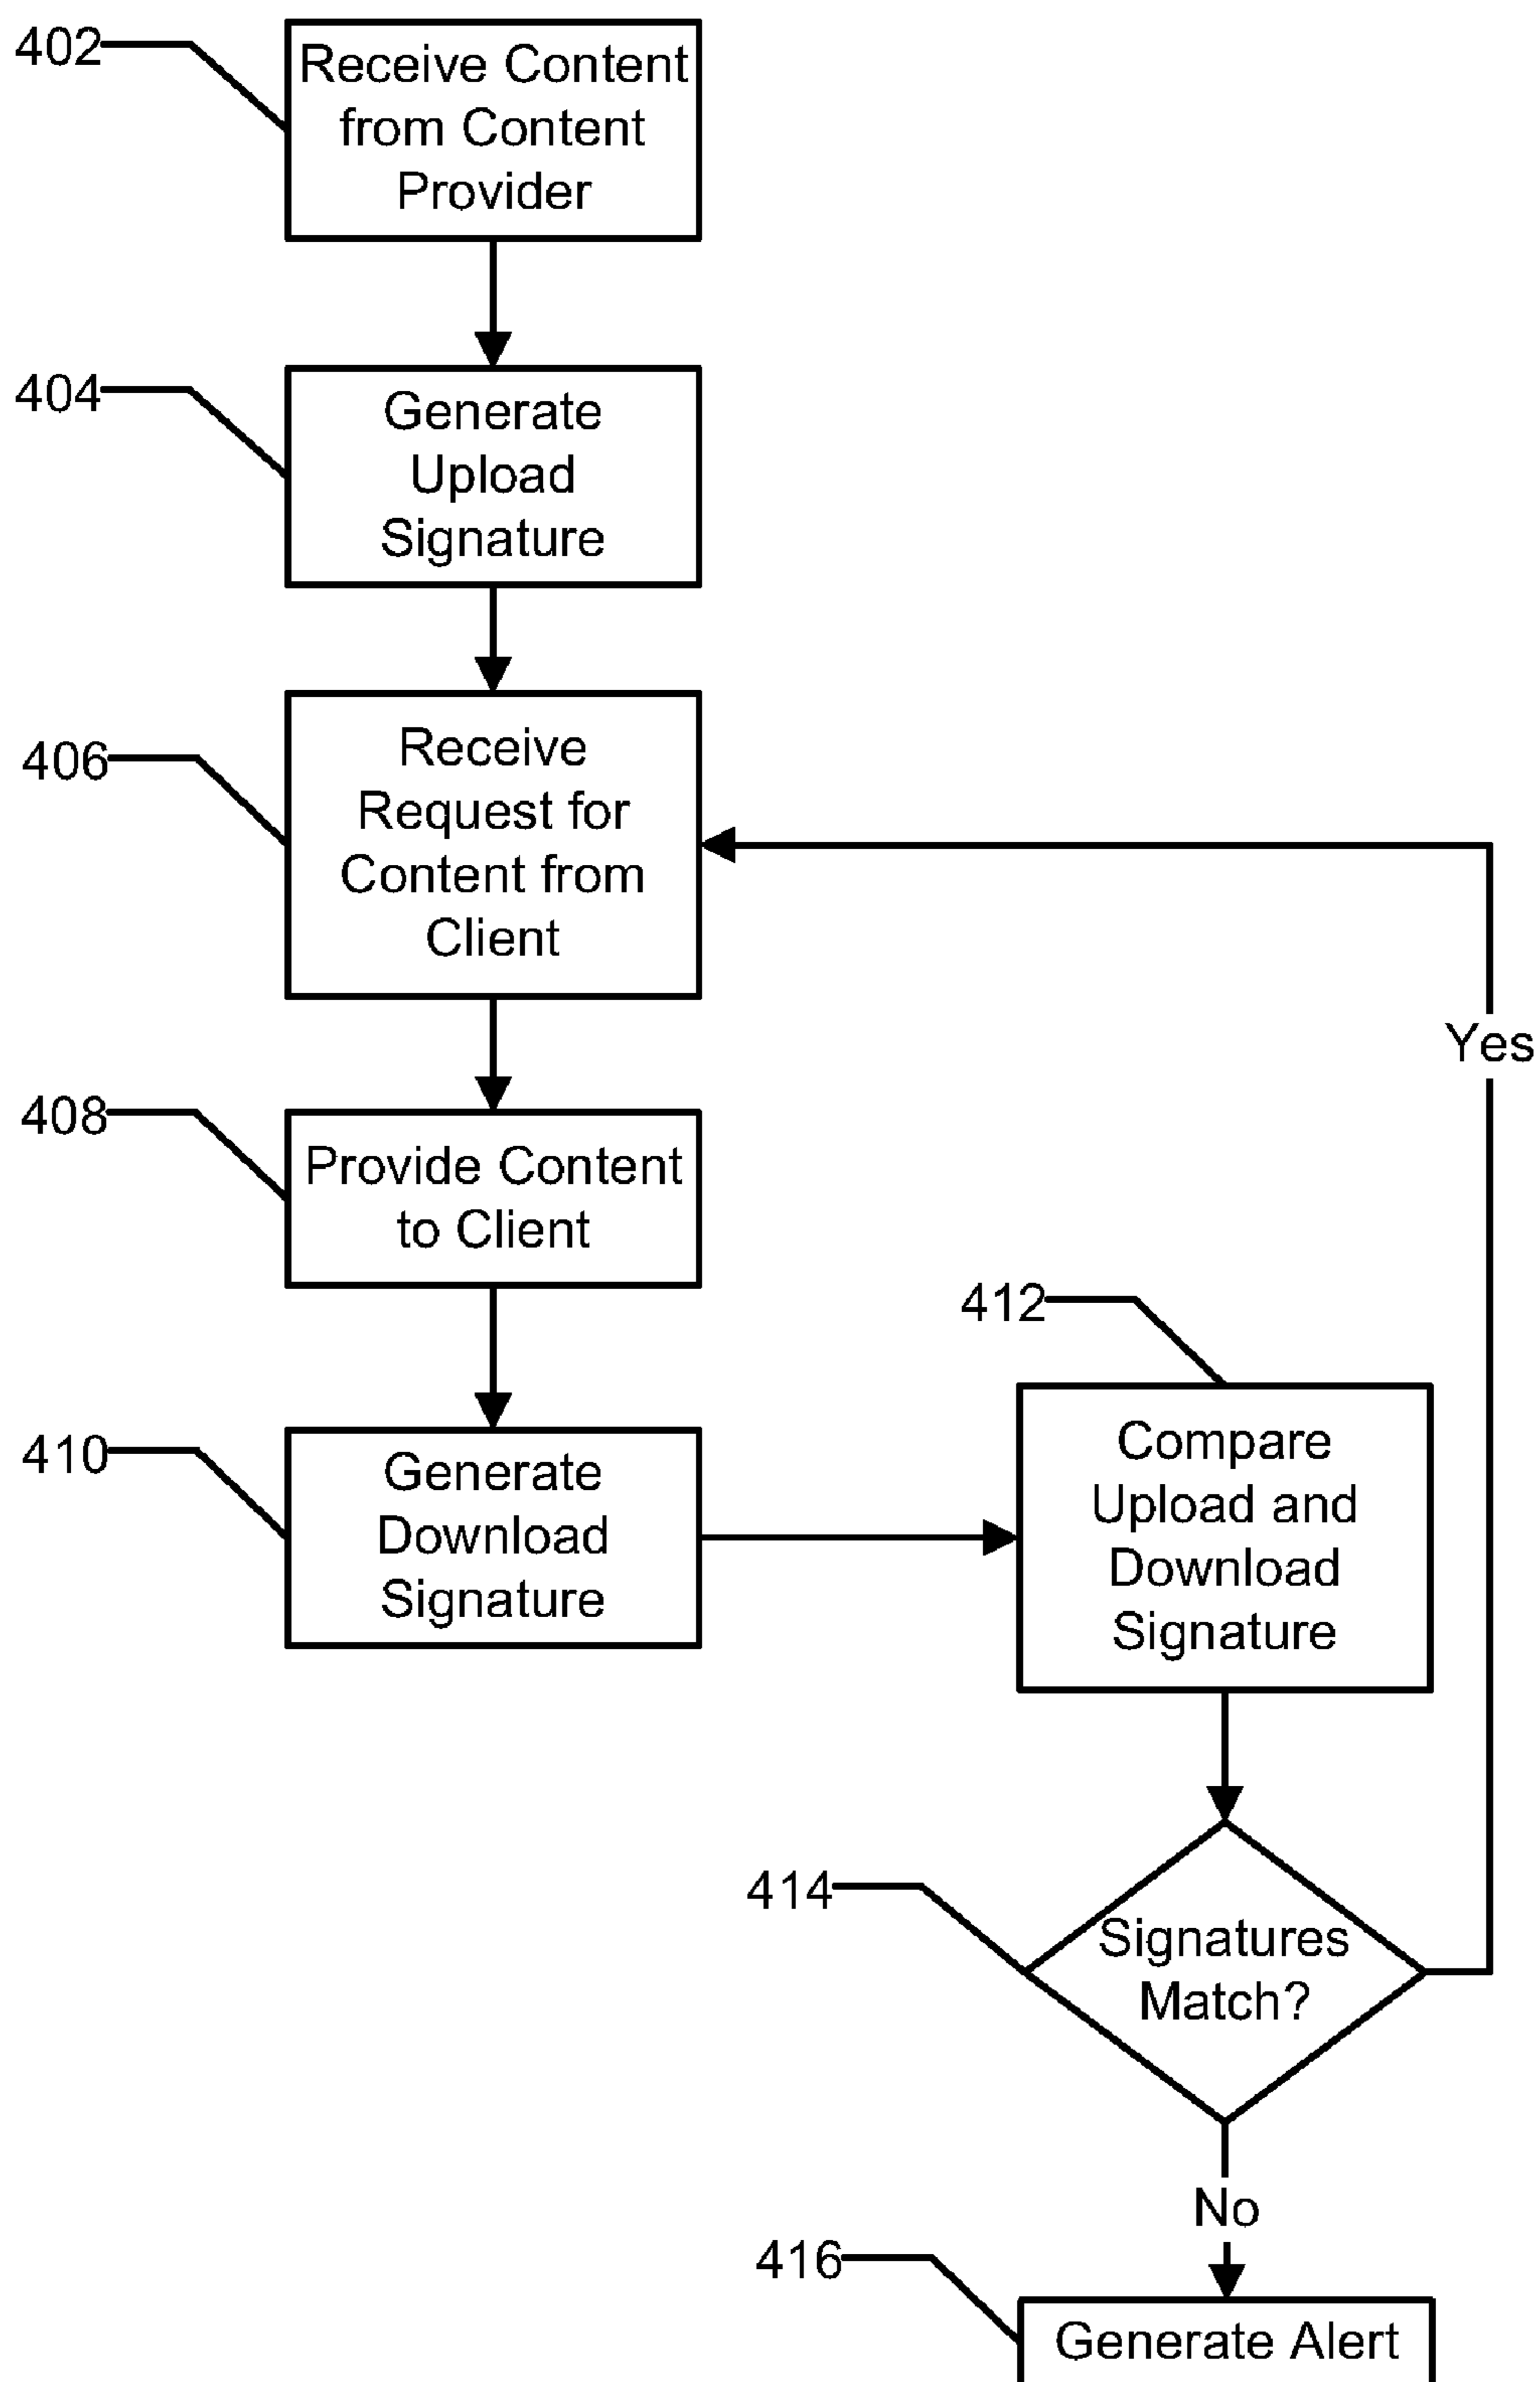 402
Receive Content
from Content
Provider
404
Generate
Upload
Signature
406
Receive
Request for
Content from
Client
Yes
408
Provide Content
to Client
412
410
Generate
Download
Signature
Compare
Upload and
Download
Signature
414
Signatures
Match?
No
416
Generate Alert